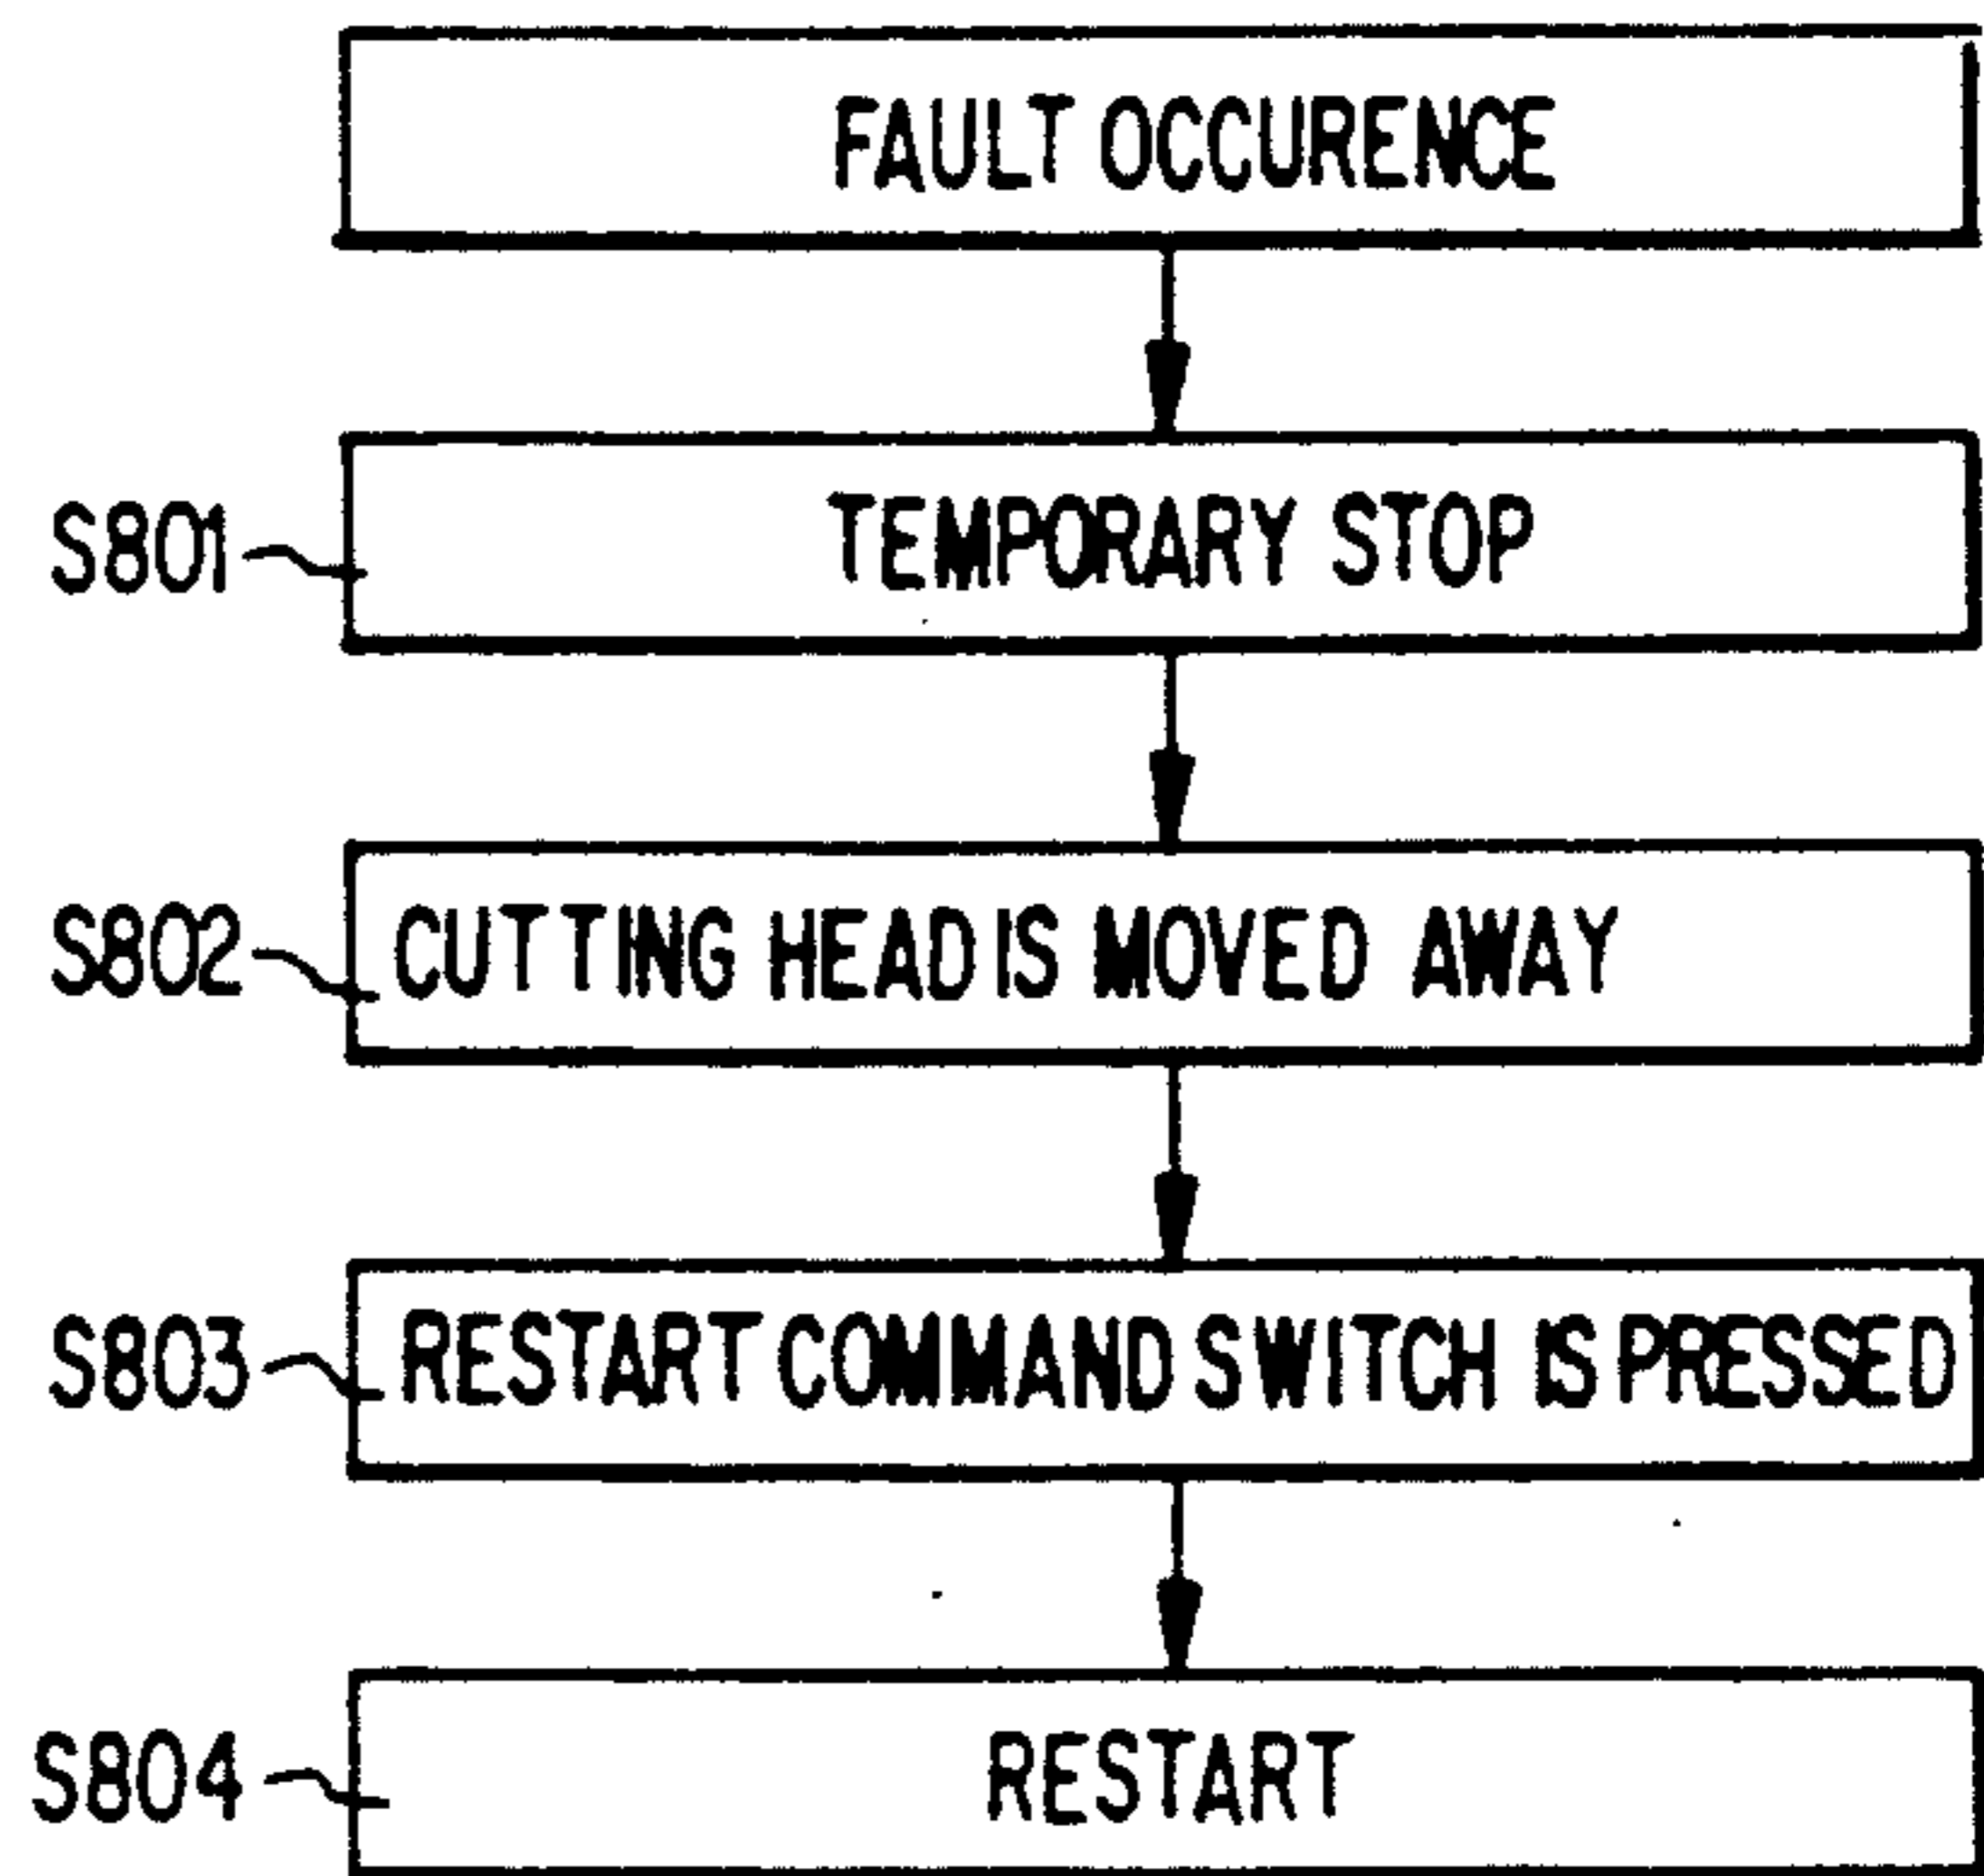 FAULT OCCURENCE
S801 TEMPORARY STOP
S802 CUTTING HEAD IS MOVED AWAY
S803 RESTART COMMAND SWITCH IS PRESSED
S804 RESTART